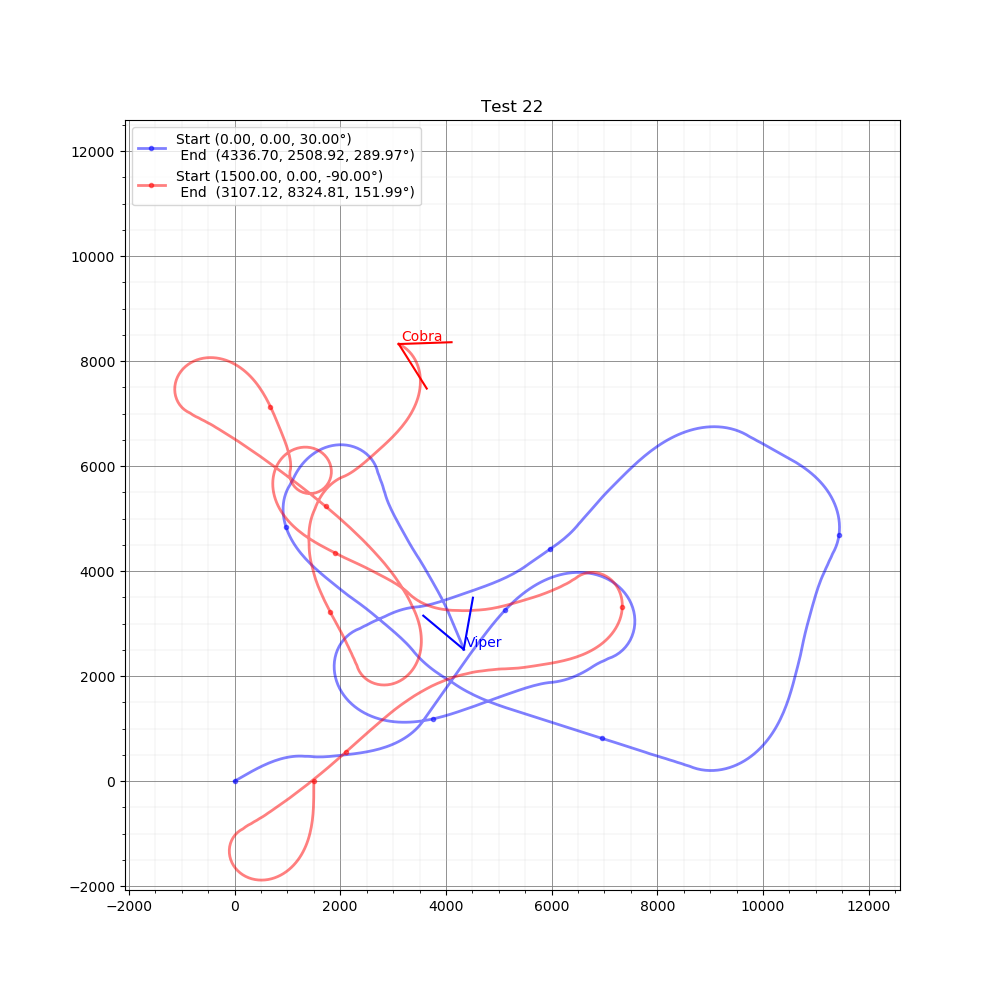 Test 22
Start (0.00, 0.00, 30.00°)
End  (4336.70, 2508.92, 289.97°)
Start (1500.00, 0.00, -90.00°)
End  (3107.12, 8324.81, 151.99°)
12000
10000
8000
6000
4000
2000
0
−2000
Cobra
Viper
−2000 0 2000 4000 6000 8000 10000 12000